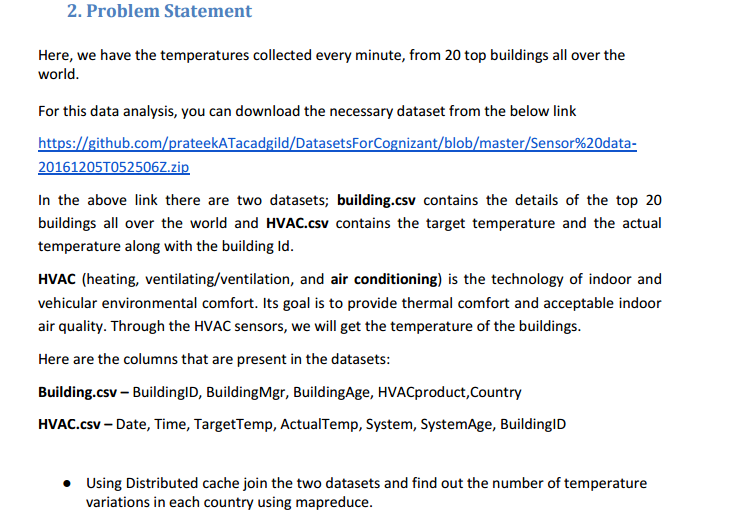 2. Problem Statement
Here, we have the temperatures collected every minute, from 20 top buildings all over the
world.
For this data analysis, you can download the necessary dataset from the below link
https://github.com/prateekATacadgild/DatasetsForCognizant/blob/master/Sensor%20data-
20161205T052506Z.zip
In the above link there are two datasets; building.csv contains the details of the top 20
buildings all over the world and HVAC.csv contains the target temperature and the actual
temperature along with the building Id.
HVAC (heating, ventilating/ventilation, and air conditioning) is the technology of indoor and
vehicular environmental comfort. Its goal is to provide thermal comfort and acceptable indoor
air quality. Through the HVAC sensors, we will get the temperature of the buildings.
Here are the columns that are present in the datasets:
Building.csv – BuildingID, BuildingMgr, BuildingAge, HVACproduct,Country
HVAC.csv – Date, Time, TargetTemp, ActualTemp, System, SystemAge, BuildingID
● Using Distributed cache join the two datasets and find out the number of temperature
variations in each country using mapreduce.